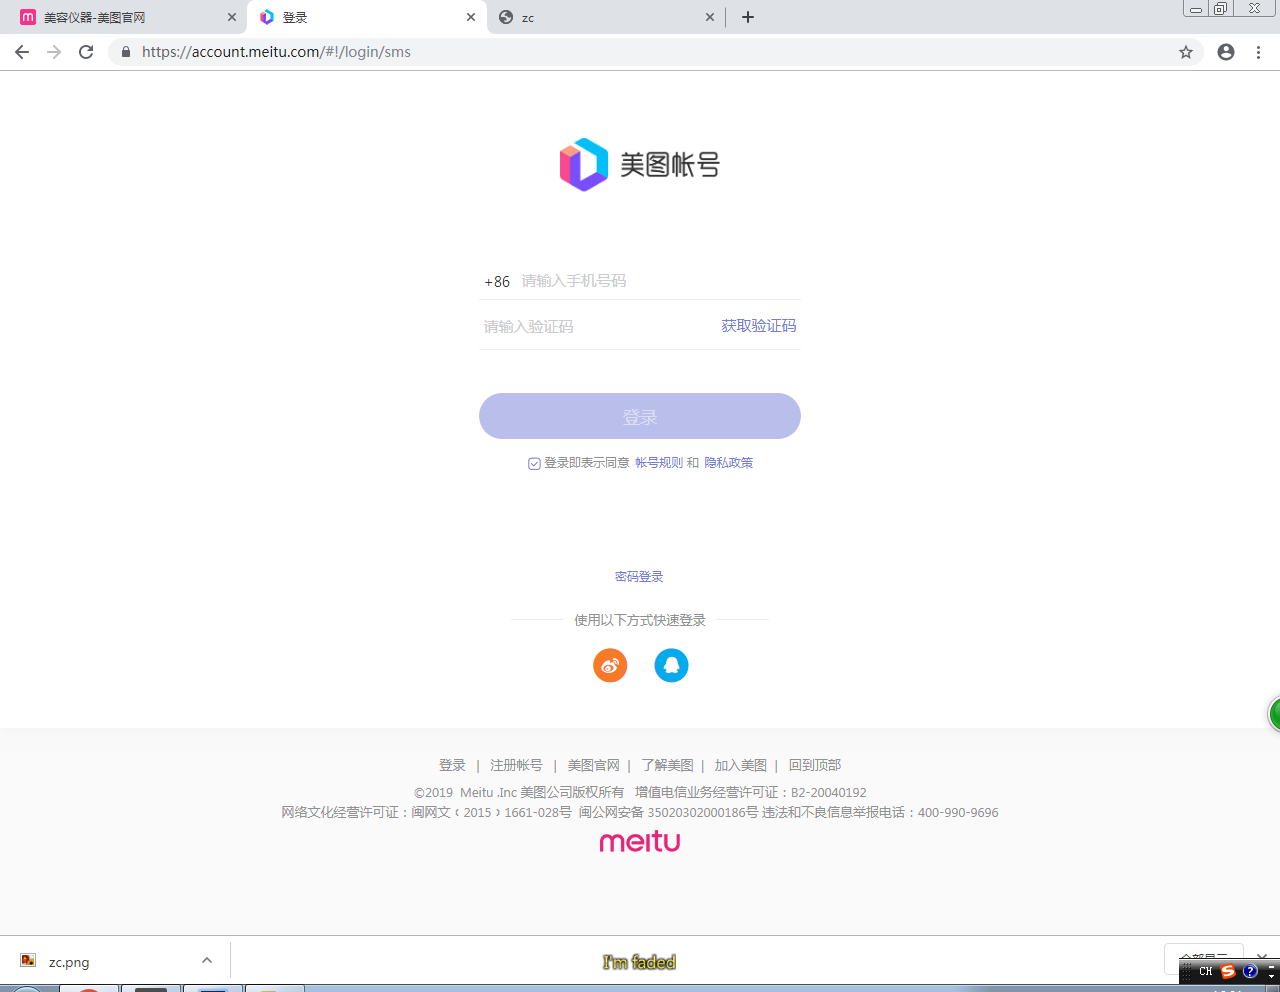 美容仪器-美图官网
登录
zc
https://account.meitu.com/#!/login/sms
美图帐号
+86 请输入手机号码
请输入验证码 获取验证码
登录
登录即表示同意 帐号规则 和 隐私政策
密码登录
使用以下方式快速登录
登录 | 注册帐号 | 美图官网 | 了解美图 | 加入美图 | 回到顶部
©2019 Meitu .Inc 美图公司版权所有 增值电信业务经营许可证：B2-20040192
网络文化经营许可证：闽网文（2015）1661-028号 闽公网安备 35020302000186号 违法和不良信息举报电话：400-990-9696
meitu
zc.png
I'm faded
CH